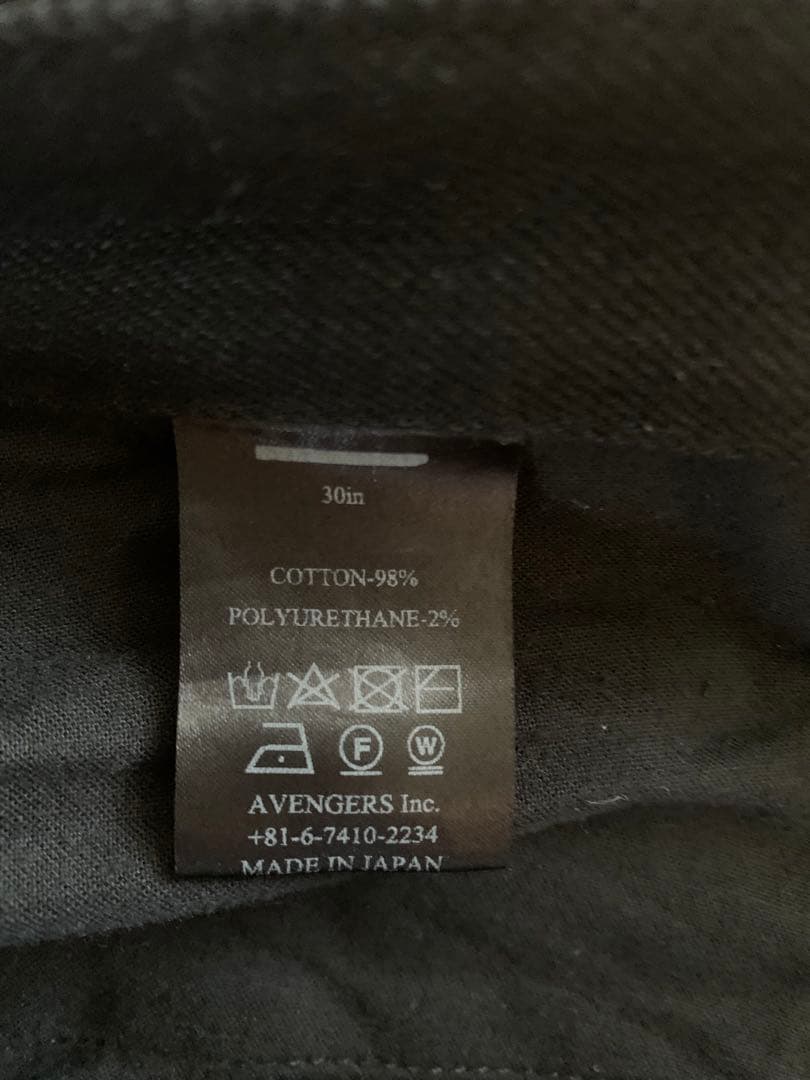 30in
COTTON-98%
POLYURETHANE-2%
F W
AVENGERS Inc.
+81-6-7410-2234
MADE IN JAPAN